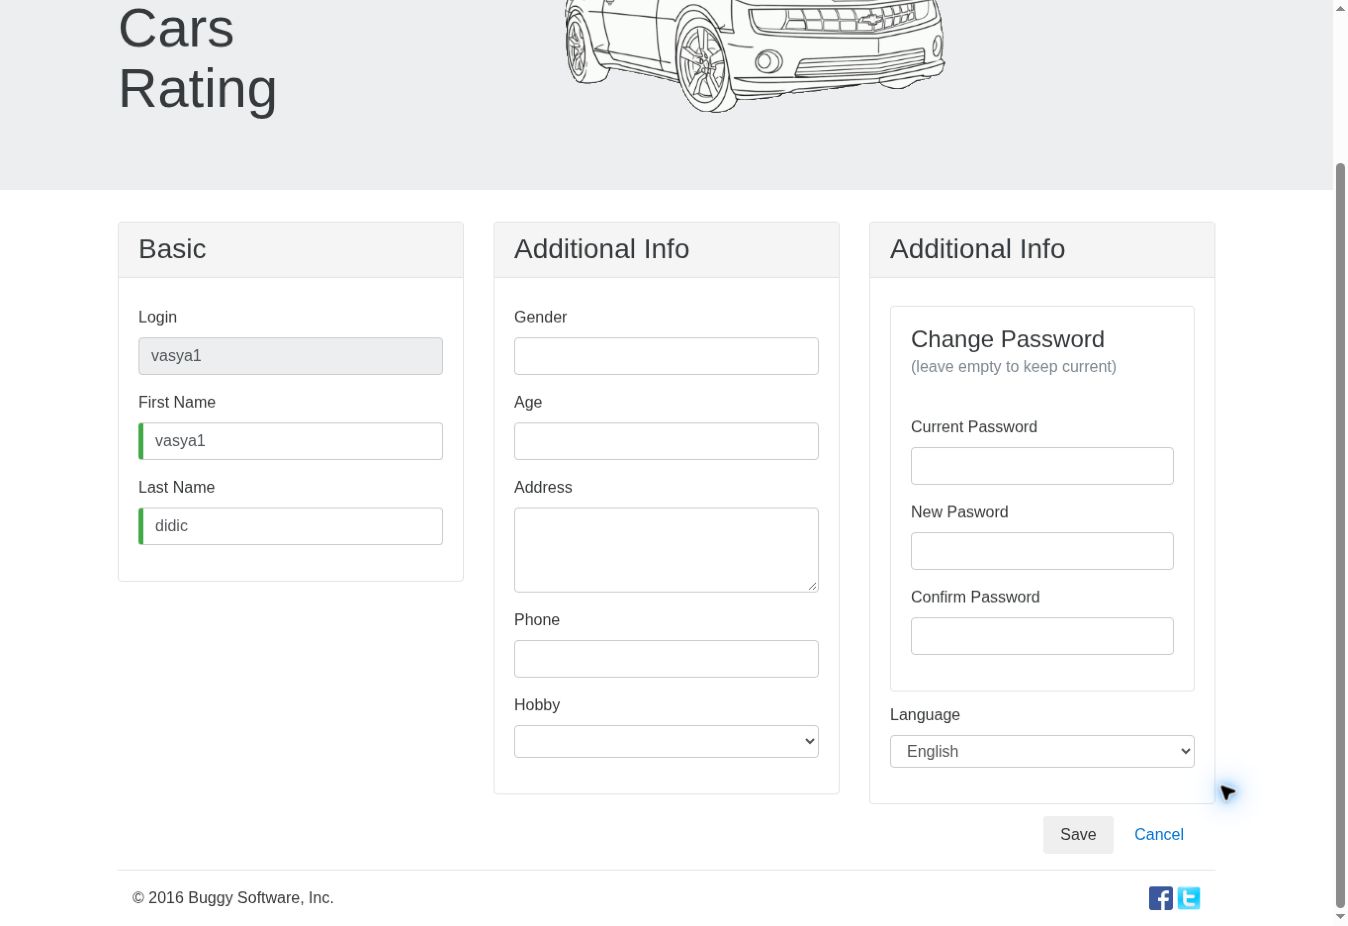 Cars
Rating
Basic
Login
vasya1
First Name
vasya1
Last Name
didic
Additional Info
Gender
Age
Address
Phone
Hobby
Additional Info
Change Password
(leave empty to keep current)
Current Password
New Pasword
Confirm Password
Language
English
Save
Cancel
© 2016 Buggy Software, Inc.